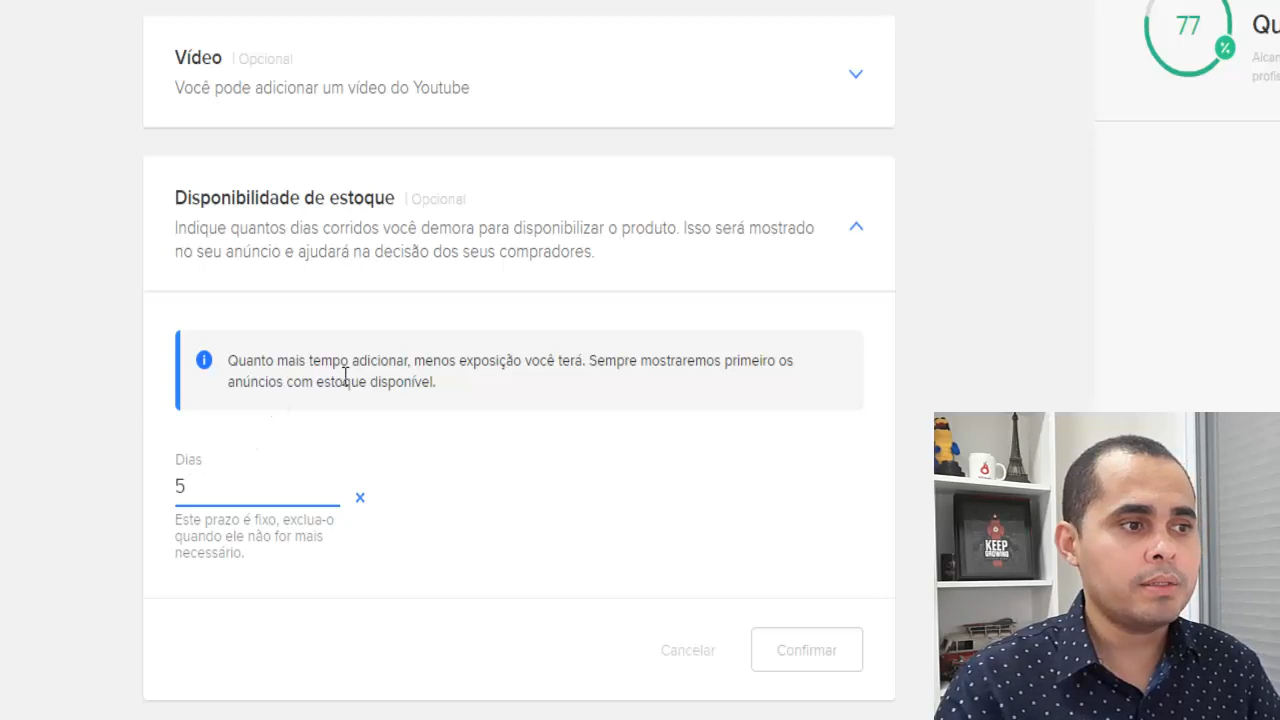 Vídeo | Opcional
Você pode adicionar um vídeo do Youtube
77
%
Disponibilidade de estoque | Opcional
Indique quantos dias corridos você demora para disponibilizar o produto. Isso será mostrado
no seu anúncio e ajudará na decisão dos seus compradores.
Quanto mais tempo adicionar, menos exposição você terá. Sempre mostraremos primeiro os
anúncios com estoque disponível.
Dias
5
x
Este prazo é fixo, exclua-o
quando ele não for mais
necessário.
Cancelar
Confirmar
KEEP
GROWING